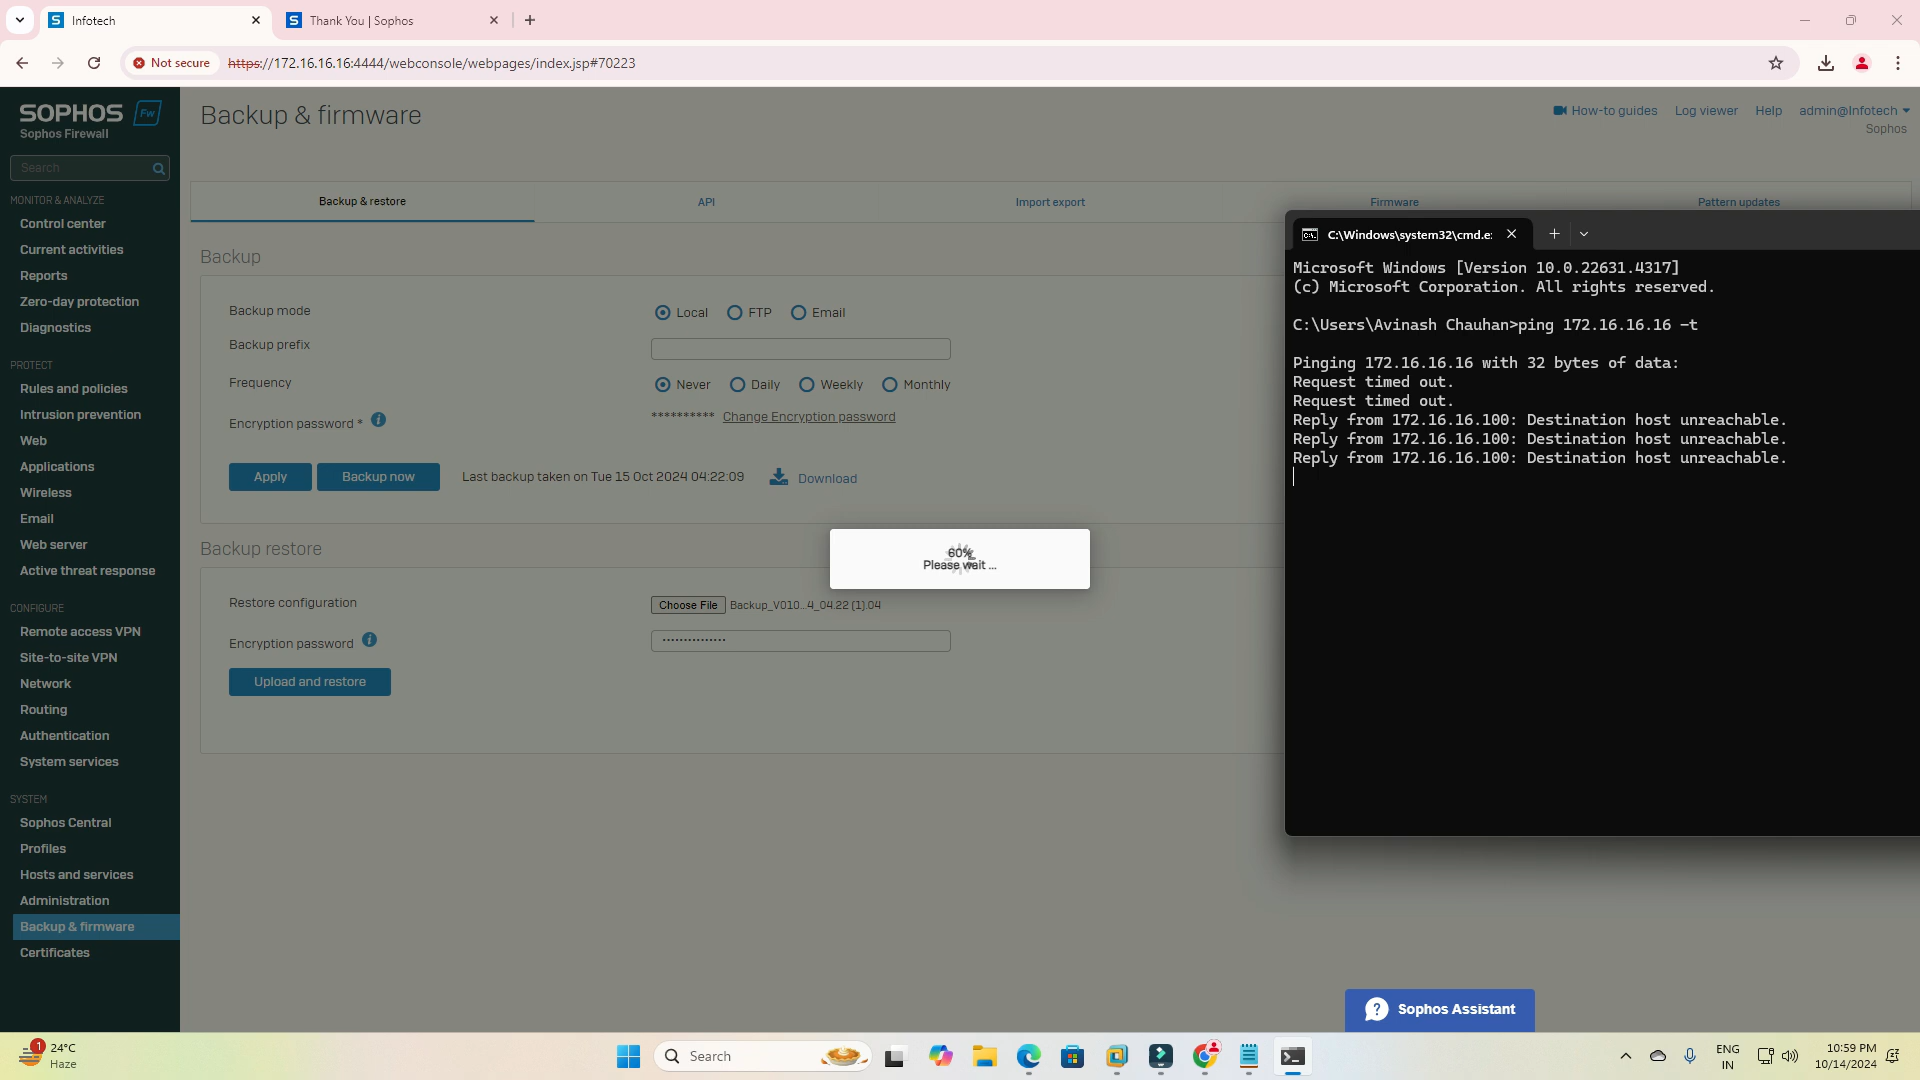 Infotech
Thank You | Sophos
Not secure
https://172.16.16.16:4444/webconsole/webpages/index.jsp#70223
SOPHOS Fw
Sophos Firewall
Search
MONITOR & ANALYZE
Control center
Current activities
Reports
Zero-day protection
Diagnostics
PROTECT
Rules and policies
Intrusion prevention
Web
Applications
Wireless
Email
Web server
Active threat response
CONFIGURE
Remote access VPN
Site-to-site VPN
Network
Routing
Authentication
System services
SYSTEM
Sophos Central
Profiles
Hosts and services
Administration
Backup & firmware
Certificates
Backup & firmware
How-to guides Log viewer Help admin@Infotech
Sophos
Backup & restore API Import export Firmware Pattern updates
Backup
Backup mode Local FTP Email
Backup prefix
Frequency Never Daily Weekly Monthly
Encryption password * ********** Change Encryption password
Apply Backup now Last backup taken on Tue 15 Oct 2024 04:22:09 Download
60%
Please wait ...
Backup restore
Restore configuration Choose File Backup_V010...4_04.22 (1).04
Encryption password ***************
Upload and restore
C:\Windows\system32\cmd.e:
Microsoft Windows [Version 10.0.22631.4317]
(c) Microsoft Corporation. All rights reserved.
C:\Users\Avinash Chauhan>ping 172.16.16.16 -t
Pinging 172.16.16.16 with 32 bytes of data:
Request timed out.
Request timed out.
Reply from 172.16.16.100: Destination host unreachable.
Reply from 172.16.16.100: Destination host unreachable.
Reply from 172.16.16.100: Destination host unreachable.
? Sophos Assistant
1
24°C
Haze
Search
ENG
IN
10:59 PM
10/14/2024